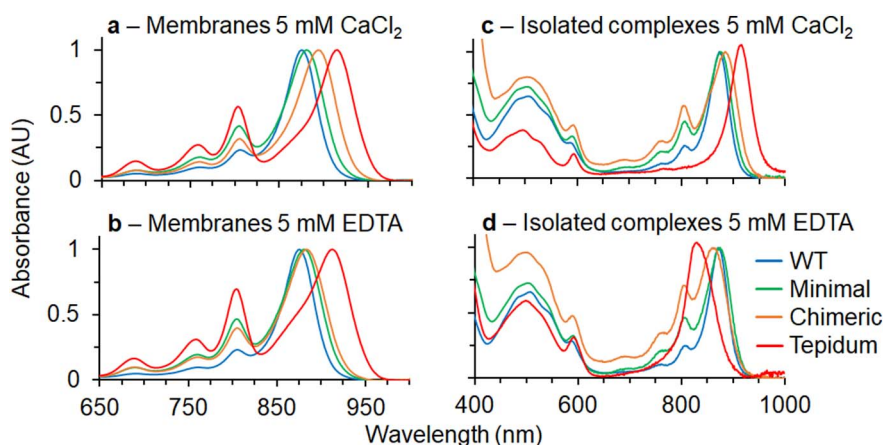 a – Membranes 5 mM CaCl₂
c – Isolated complexes 5 mM CaCl₂
1
0.5
0
b – Membranes 5 mM EDTA
d – Isolated complexes 5 mM EDTA
1
0.5
0
Absorbance (AU)
WT
Minimal
Chimeric
Tepidum
650 750 850 950
400 600 800 1000
Wavelength (nm)